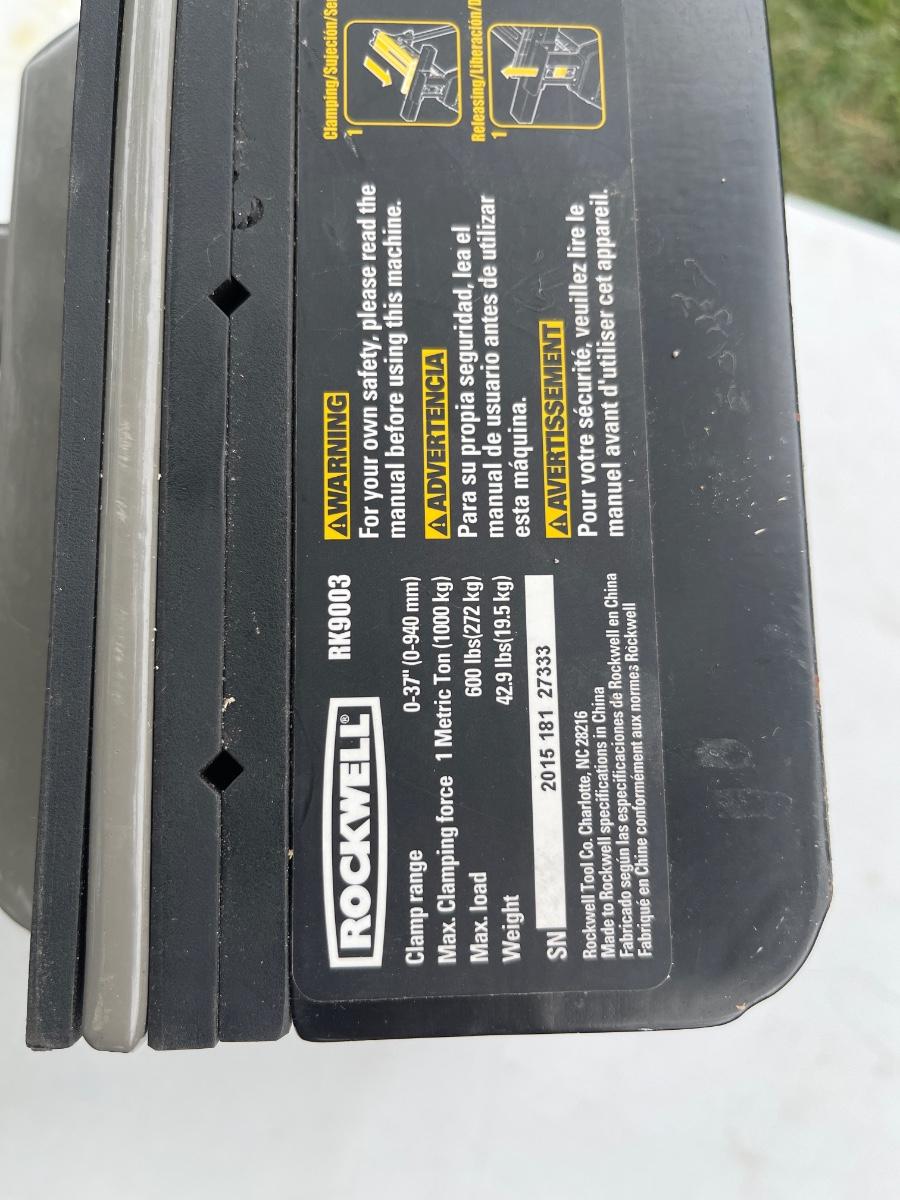 ROCKWELL®
RK9003
Clamp range 0-37" (0-940 mm)
Max. Clamping force 1 Metric Ton (1000 kg)
Max. load 600 lbs(272 kg)
Weight 42.9 lbs(19.5 kg)
SN 2015 181 27333
Rockwell Tool Co. Charlotte, NC 28216
Made to Rockwell specifications in China
Fabricado según las especificaciones de Rockwell en China
Fabriqué en Chine conformément aux normes Rockwell
WARNING
For your own safety, please read the
manual before using this machine.
ADVERTENCIA
Para su propia seguridad, lea el
manual de usuario antes de utilizar
esta máquina.
AVERTISSEMENT
Pour votre sécurité, veuillez lire le
manuel avant d'utiliser cet appareil.
Clamping/Sujeción/Se
1
Releasing/Liberación/D
1